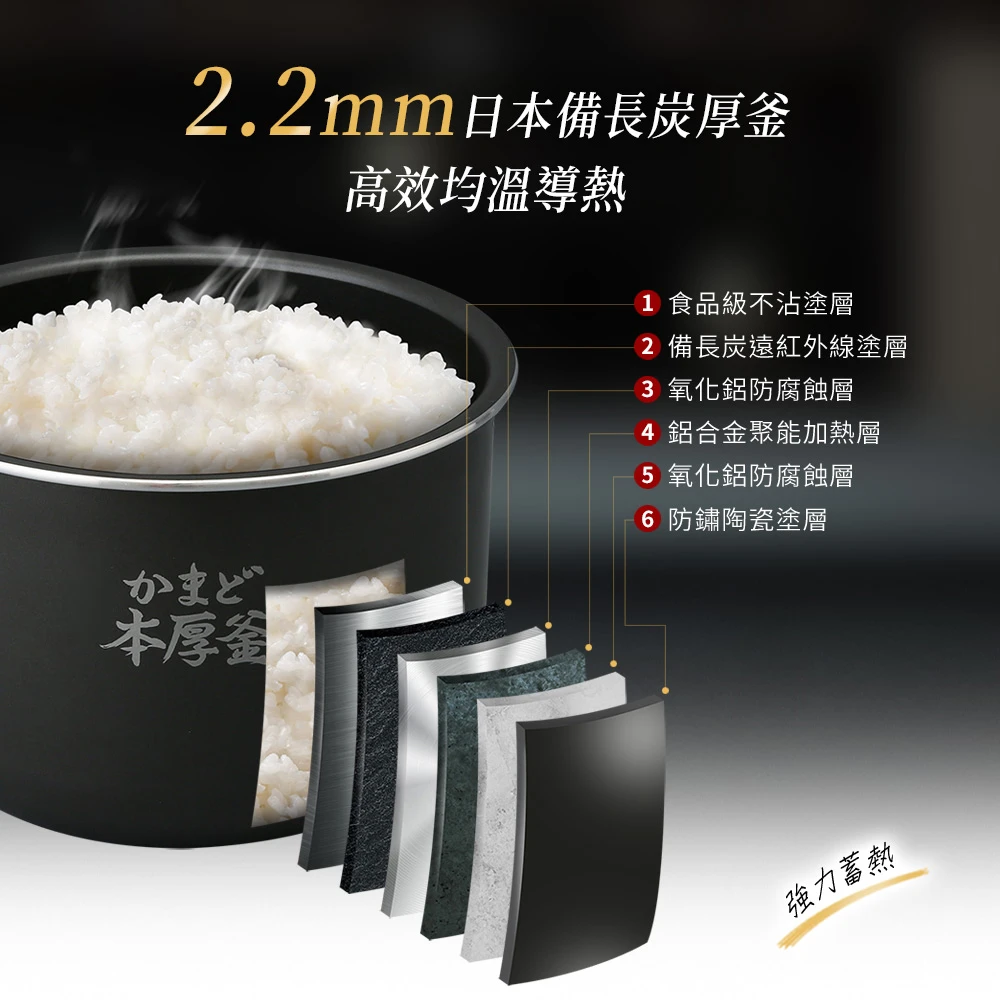 2.2mm日本備長炭厚釜
高效均溫導熱
1 食品級不沾塗層
2 備長炭遠紅外線塗層
3 氧化鋁防腐蝕層
4 鋁合金聚能加熱層
5 氧化鋁防腐蝕層
6 防鏽陶瓷塗層
かまど
本厚釜
強力蓄熱